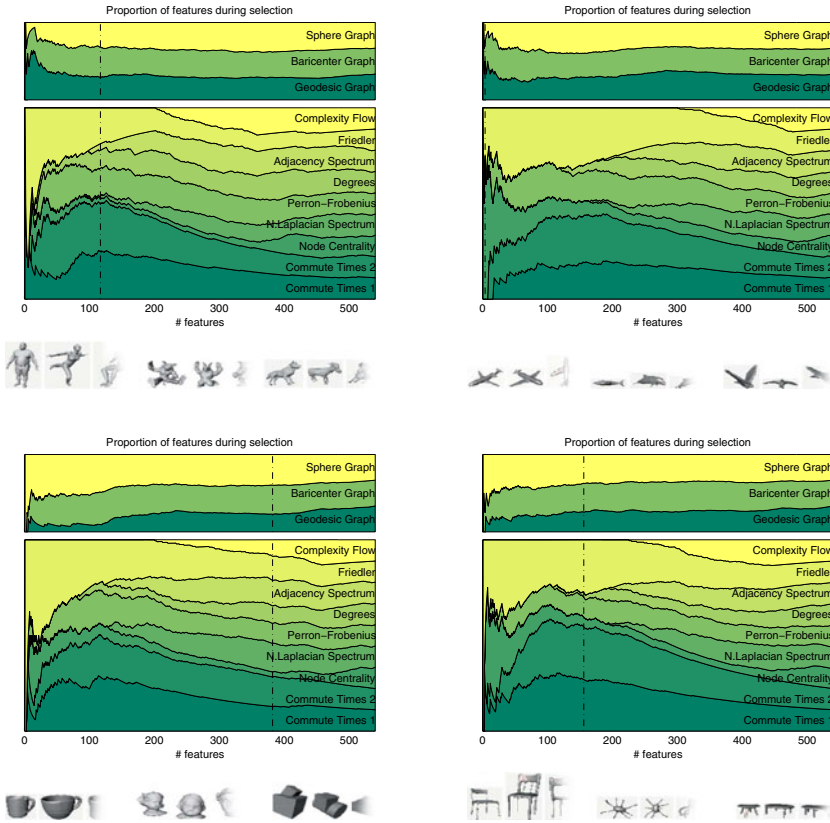 Proportion of features during selection
Sphere Graph
Baricenter Graph
Geodesic Graph
Complexity Flow
Friedler
Adjacency Spectrum
Degrees
Perron-Frobenius
N.Laplacian Spectrum
Node Centrality
Commute Times 2
Commute Times 1
0 100 200 300 400 500
# features
Proportion of features during selection
Sphere Graph
Baricenter Graph
Geodesic Graph
Complexity Flow
Friedler
Adjacency Spectrum
Degrees
Perron-Frobenius
N.Laplacian Spectrum
Node Centrality
Commute Times 2
Commute Times 1
0 100 200 300 400 500
# features
Proportion of features during selection
Sphere Graph
Baricenter Graph
Geodesic Graph
Complexity Flow
Friedler
Adjacency Spectrum
Degrees
Perron-Frobenius
N.Laplacian Spectrum
Node Centrality
Commute Times 2
Commute Times 1
0 100 200 300 400 500
# features
Proportion of features during selection
Sphere Graph
Baricenter Graph
Geodesic Graph
Complexity Flow
Friedler
Adjacency Spectrum
Degrees
Perron-Frobenius
N.Laplacian Spectrum
Node Centrality
Commute Times 2
Commute Times 1
0 100 200 300 400 500
# features